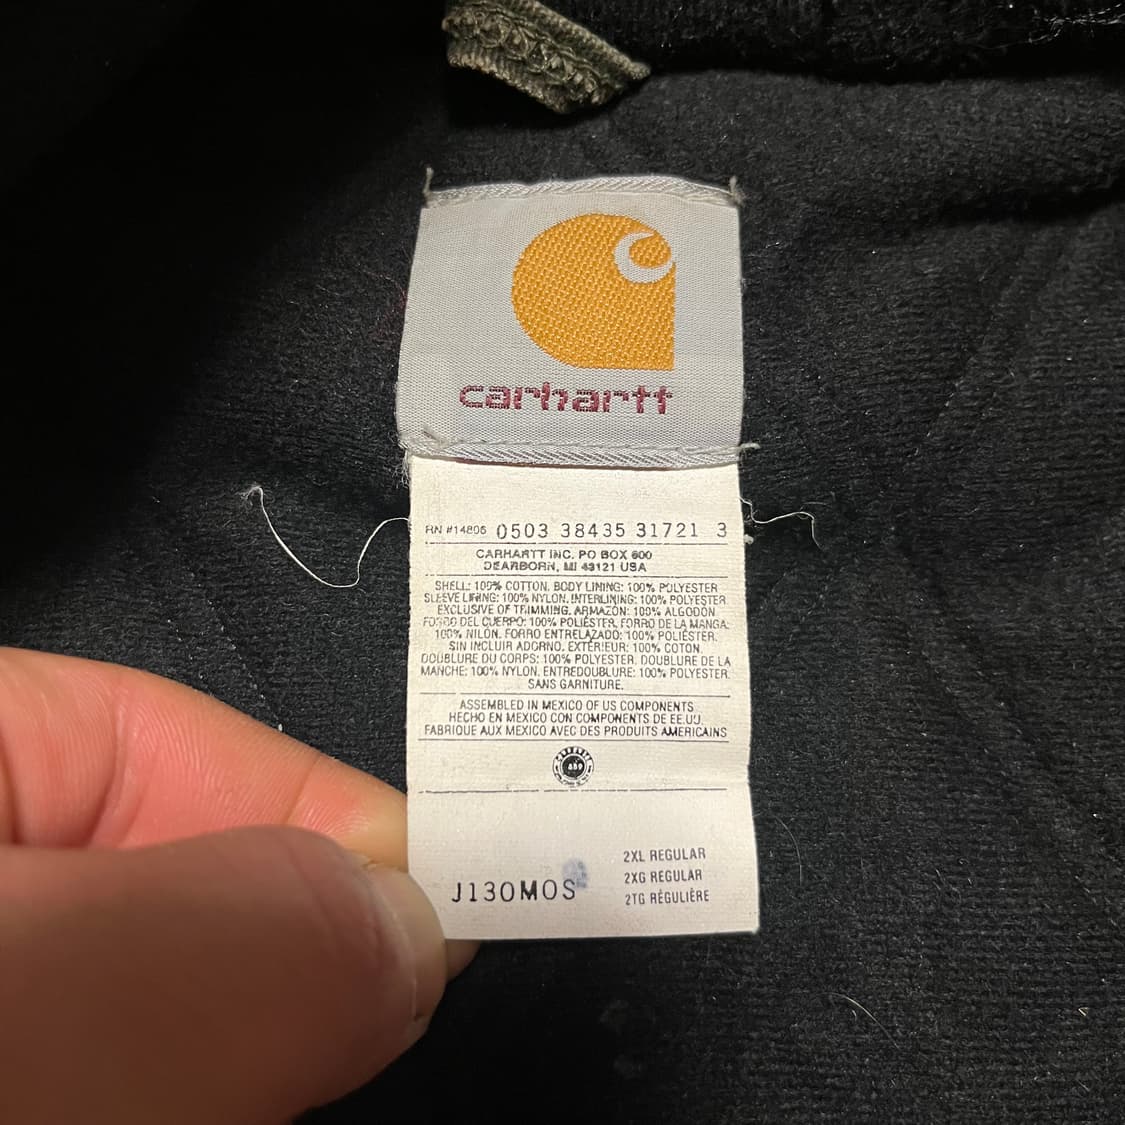 carhartt
RN #14806 0503 38435 31721 3
CARHARTT INC. PO BOX 600
DEARBORN, MI 48121 USA
SHELL: 100% COTTON. BODY LINING: 100% POLYESTER
SLEEVE LINING: 100% NYLON. INTERLINING: 100% POLYESTER
EXCLUSIVE OF TRIMMING. ARMAZÓN: 100% ALGODON
FORRO DEL CUERPO: 100% POLIÉSTER. FORRO DE LA MANGA:
100% NILÓN. FORRO ENTRELAZADO: 100% POLIÉSTER.
SIN INCLUIR ADORNO. EXTÉRIEUR: 100% COTON.
DOUBLURE DU CORPS: 100% POLYESTER. DOUBLURE DE LA
MANCHE: 100% NYLON. ENTREDOUBLURE: 100% POLYESTER.
SANS GARNITURE.
ASSEMBLED IN MEXICO OF US COMPONENTS
HECHO EN MEXICO CON COMPONENTS DE EE.UU.
FABRIQUE AUX MEXICO AVEC DES PRODUITS AMERICAINS
J130MOS
2XL REGULAR
2XG REGULAR
2TG RÉGULIÈRE